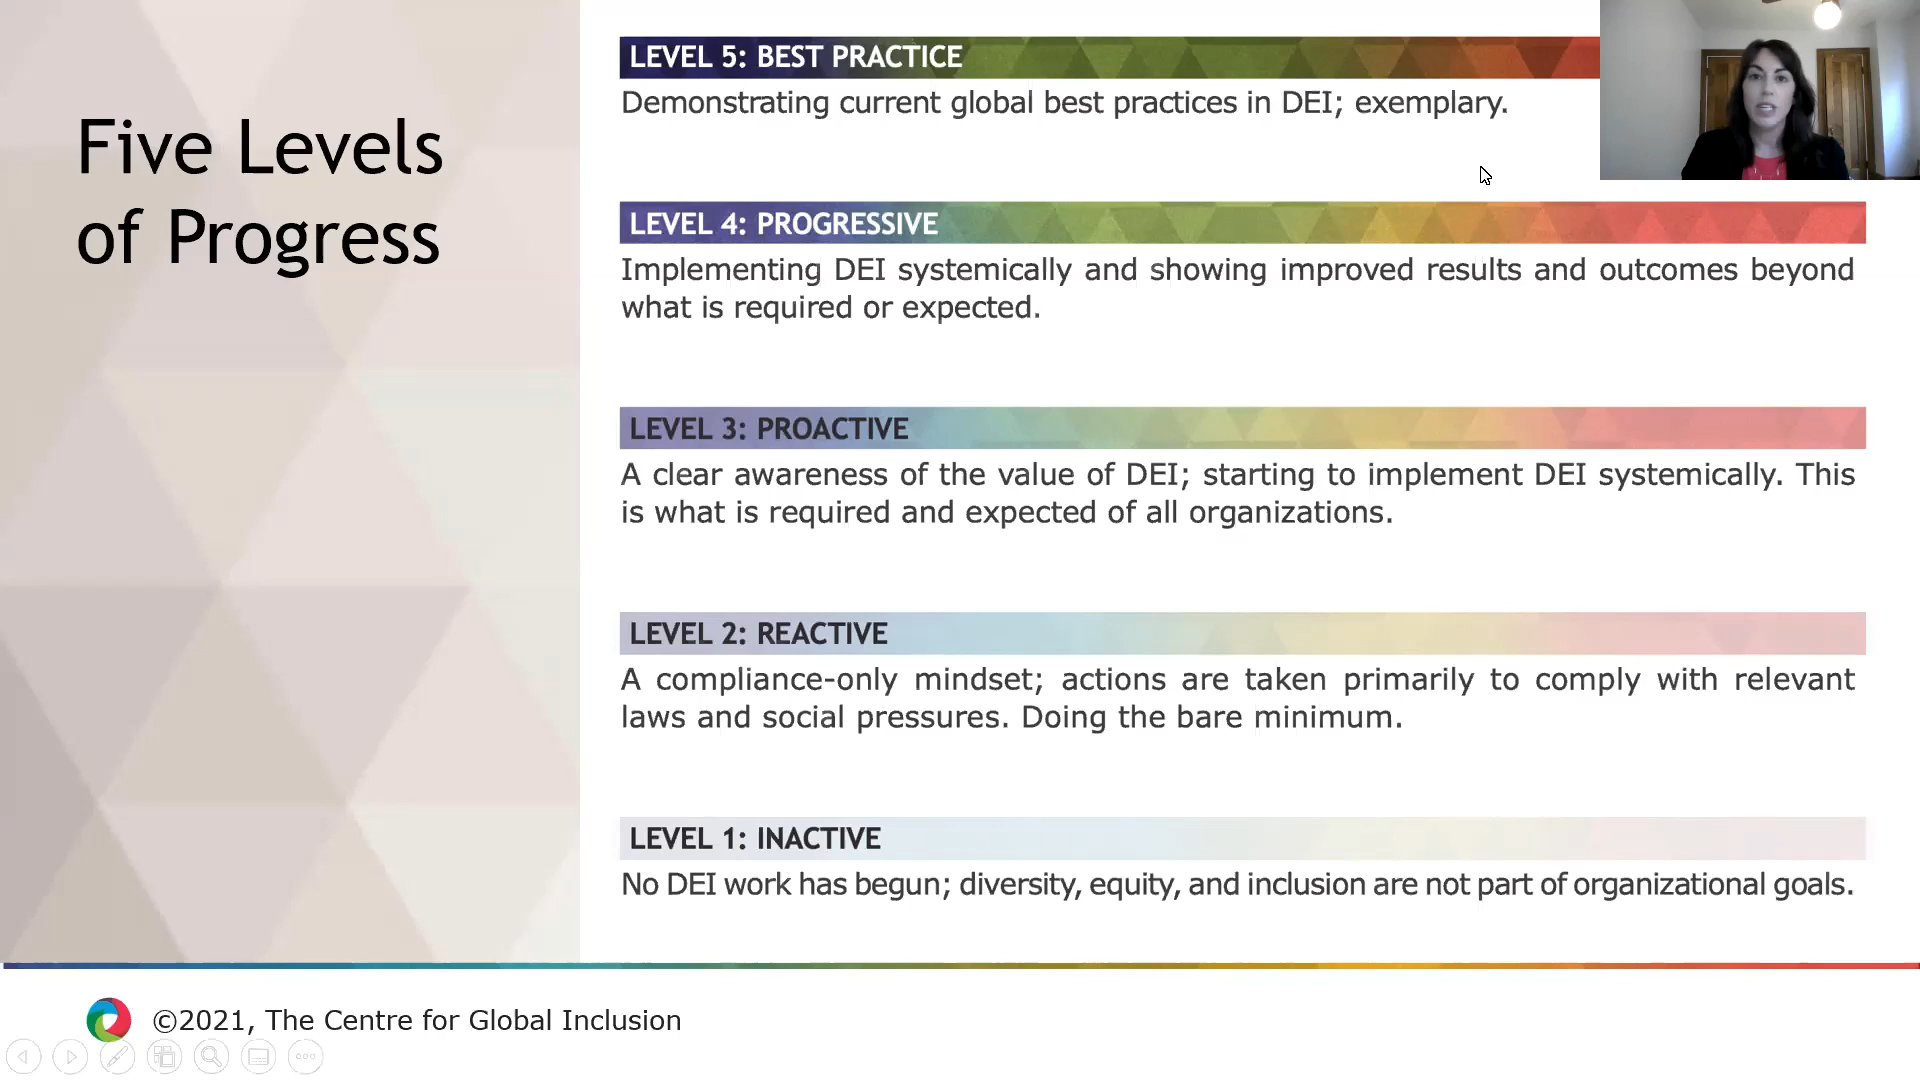 Five Levels
of Progress
LEVEL 5: BEST PRACTICE
Demonstrating current global best practices in DEI; exemplary.
LEVEL 4: PROGRESSIVE
Implementing DEI systemically and showing improved results and outcomes beyond
what is required or expected.
LEVEL 3: PROACTIVE
A clear awareness of the value of DEI; starting to implement DEI systemically. This
is what is required and expected of all organizations.
LEVEL 2: REACTIVE
A compliance-only mindset; actions are taken primarily to comply with relevant
laws and social pressures. Doing the bare minimum.
LEVEL 1: INACTIVE
No DEI work has begun; diversity, equity, and inclusion are not part of organizational goals.
©2021, The Centre for Global Inclusion